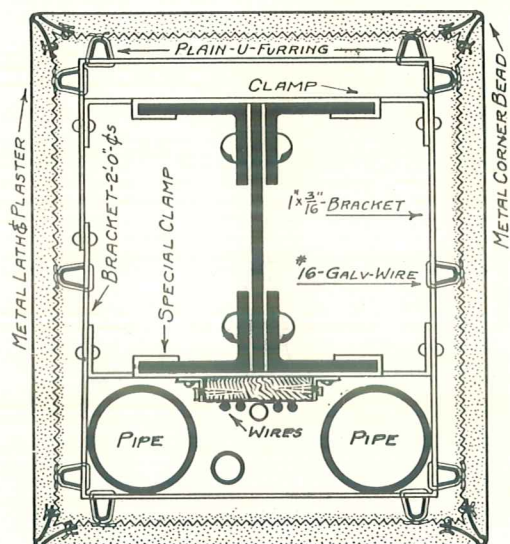 PLAIN-U-FURRING
CLAMP
METAL LATH & PLASTER
METAL CORNER BEAD
BRACKET-2'-0" ¢s
SPECIAL CLAMP
1" x 3/16" - BRACKET
#16-GALV-WIRE
PIPE
WIRES
PIPE